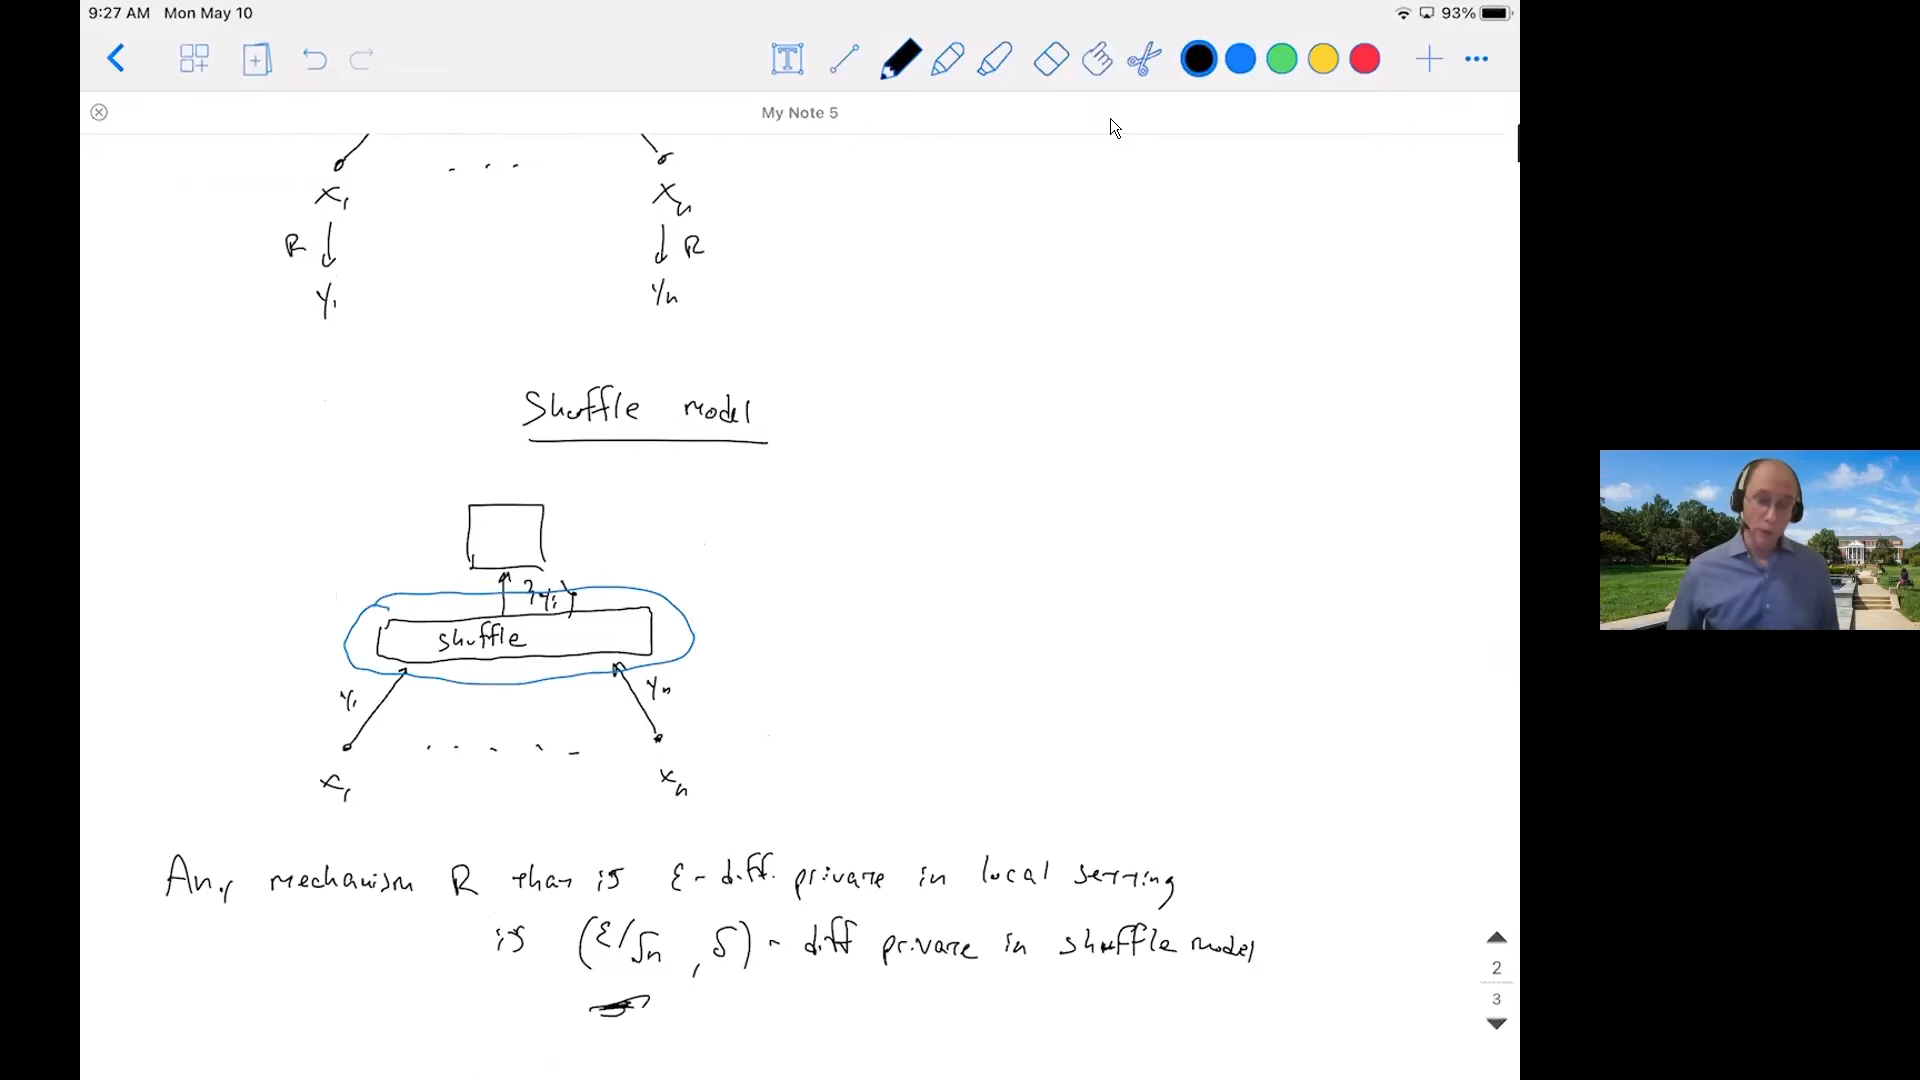 9:27 AM Mon May 10
93%
My Note 5
x₁ . . . xₙ
R R
y₁ yₙ
Shuffle model
{yᵢ}
shuffle
y₁ yₙ
x₁ xₙ
Any mechanism R that is ε-diff. private in local setting
is (ε/√n , δ) - diff private in shuffle model
2
3